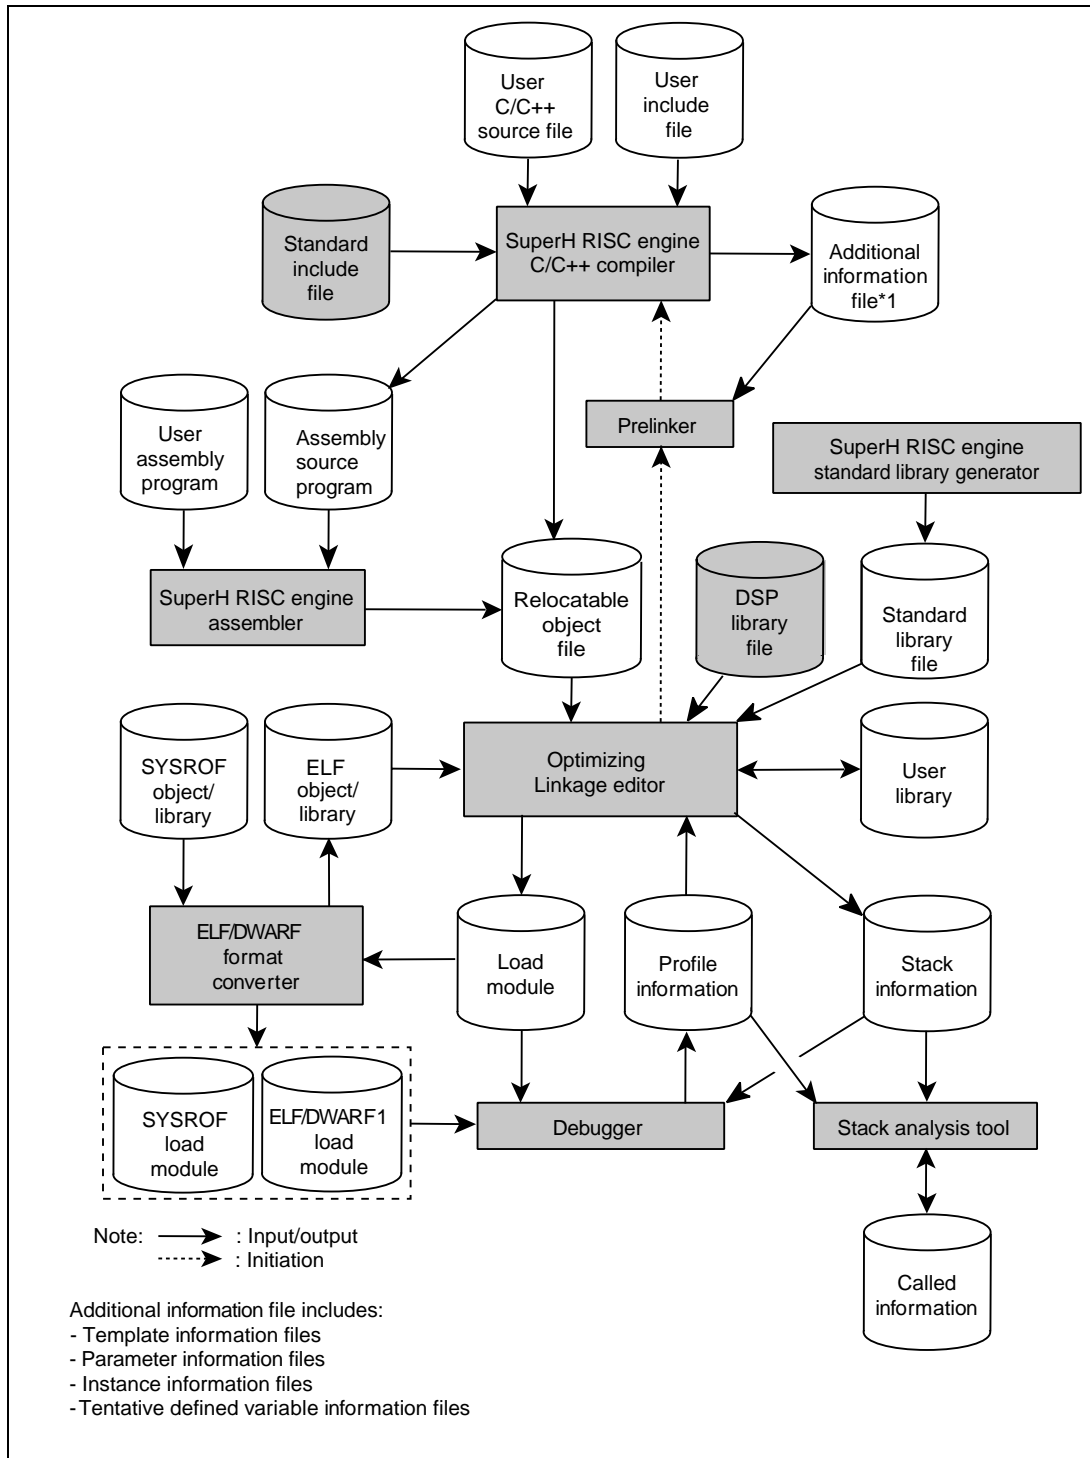 User
C/C++
source file
User
include
file
Standard
include
file
SuperH RISC engine
C/C++ compiler
Additional
information
file*1
User
assembly
program
Assembly
source
program
Prelinker
SuperH RISC engine
standard library generator
SuperH RISC engine
assembler
Relocatable
object
file
DSP
library
file
Standard
library
file
SYSROF
object/
library
ELF
object/
library
Optimizing
Linkage editor
User
library
ELF/DWARF
format
converter
Load
module
Profile
information
Stack
information
SYSROF
load
module
ELF/DWARF1
load
module
Debugger
Stack analysis tool
Called
information
Note: : Input/output
: Initiation
Additional information file includes:
- Template information files
- Parameter information files
- Instance information files
- Tentative defined variable information files